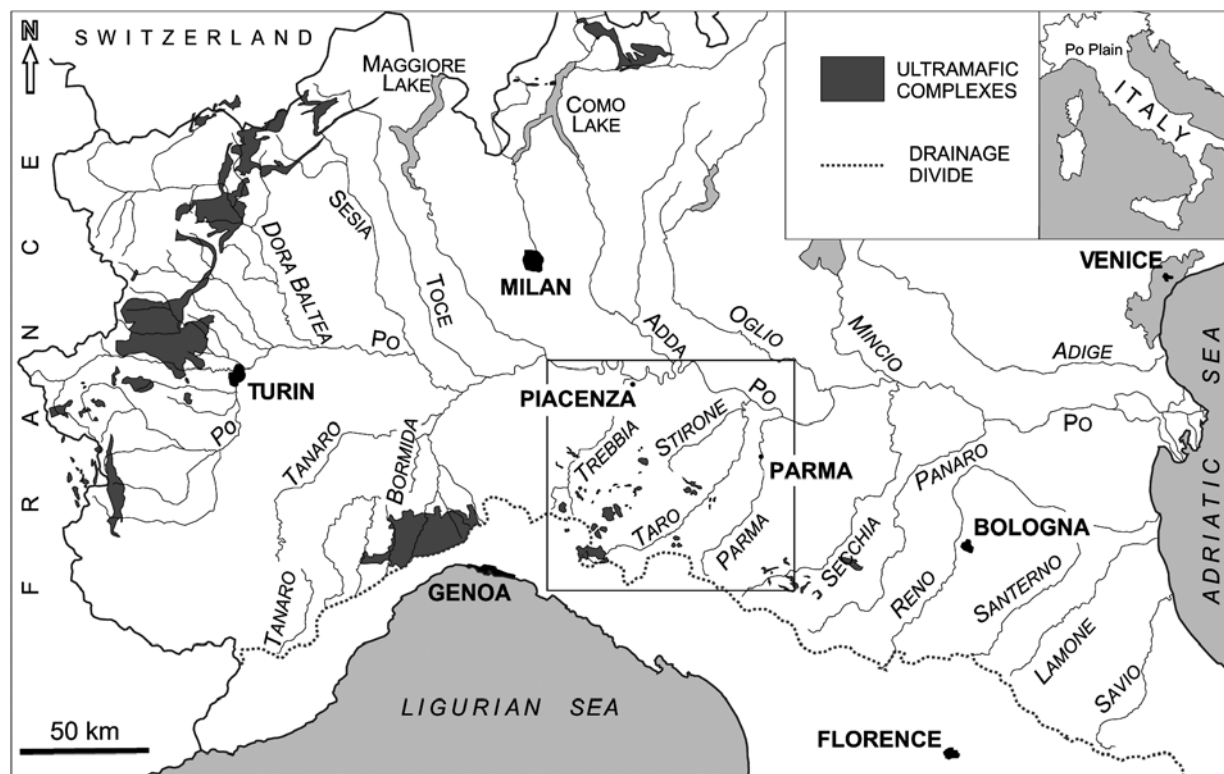 N
SWITZERLAND
MAGGIORE
LAKE
COMO
LAKE
ULTRAMAFIC
COMPLEXES
DRAINAGE
DIVIDE
Po Plain
ITALY
FRANCE
DORA BALTEA
SESIA
TOCE
MILAN
ADDA
OGLIO
MINCIO
VENICE
ADIGE
ADRIATIC SEA
PO
TURIN
PO
PIACENZA
PO
PO
TANARO
BORMIDA
TREBBIA
STIRONE
PARMA
PANARO
TARO
PARMA
SECCHIA
BOLOGNA
RENO
SANTERNO
LAMONE
SAVIO
TANARO
GENOA
LIGURIAN SEA
FLORENCE
50 km